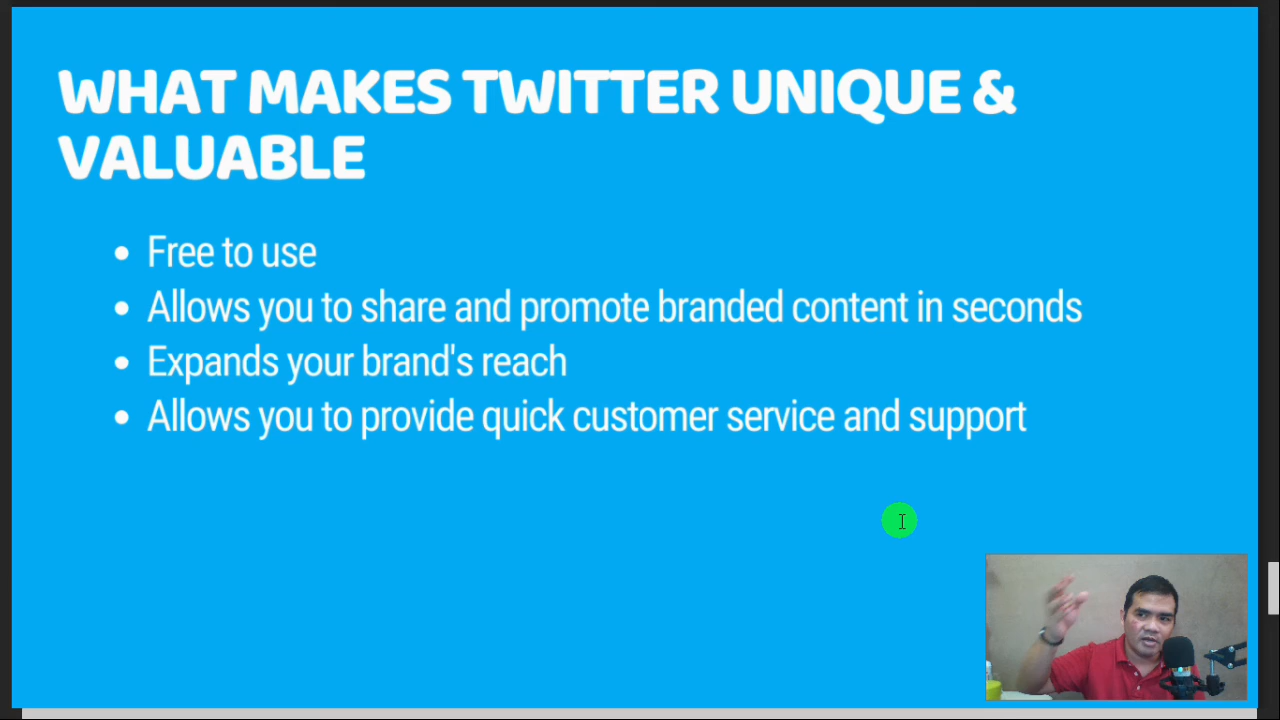 WHAT MAKES TWITTER UNIQUE &
VALUABLE
• Free to use
• Allows you to share and promote branded content in seconds
• Expands your brand's reach
• Allows you to provide quick customer service and support